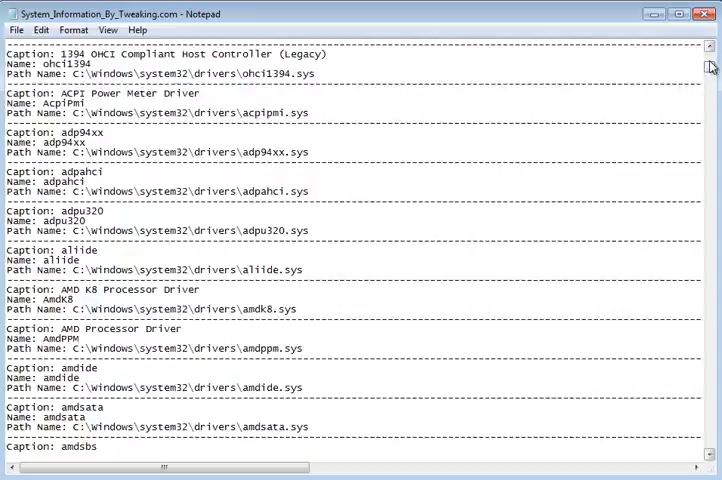 System_Information_By_Tweaking.com - Notepad
File Edit Format View Help
--------------------------------------------------------------------------------
Caption: 1394 OHCI Compliant Host Controller (Legacy)
Name: ohci1394
Path Name: C:\Windows\system32\drivers\ohci1394.sys
--------------------------------------------------------------------------------
Caption: ACPI Power Meter Driver
Name: AcpiPmi
Path Name: C:\Windows\system32\drivers\acpipmi.sys
--------------------------------------------------------------------------------
Caption: adp94xx
Name: adp94xx
Path Name: C:\Windows\system32\drivers\adp94xx.sys
--------------------------------------------------------------------------------
Caption: adpahci
Name: adpahci
Path Name: C:\Windows\system32\drivers\adpahci.sys
--------------------------------------------------------------------------------
Caption: adpu320
Name: adpu320
Path Name: C:\Windows\system32\drivers\adpu320.sys
--------------------------------------------------------------------------------
Caption: aliide
Name: aliide
Path Name: C:\Windows\system32\drivers\aliide.sys
--------------------------------------------------------------------------------
Caption: AMD K8 Processor Driver
Name: AmdK8
Path Name: C:\Windows\system32\drivers\amdk8.sys
--------------------------------------------------------------------------------
Caption: AMD Processor Driver
Name: AmdPPM
Path Name: C:\Windows\system32\drivers\amdppm.sys
--------------------------------------------------------------------------------
Caption: amdide
Name: amdide
Path Name: C:\Windows\system32\drivers\amdide.sys
--------------------------------------------------------------------------------
Caption: amdsata
Name: amdsata
Path Name: C:\Windows\system32\drivers\amdsata.sys
--------------------------------------------------------------------------------
Caption: amdsbs